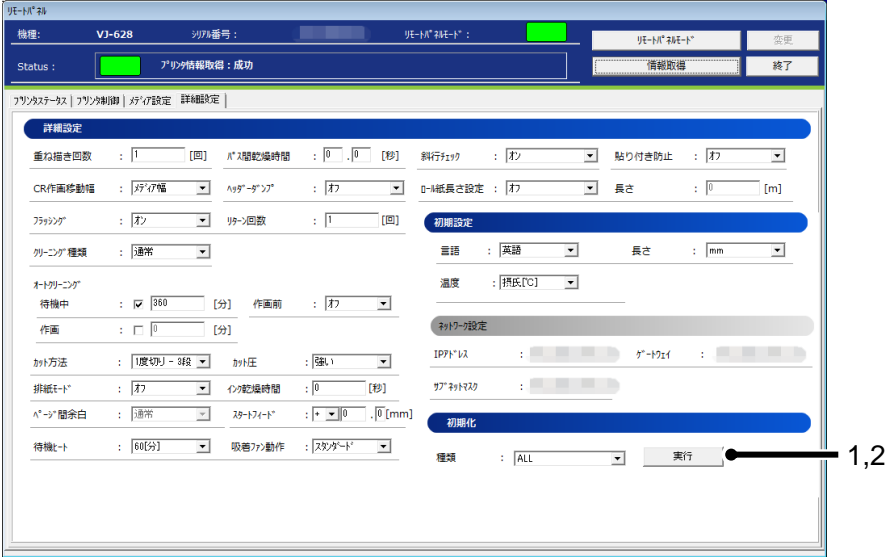 ﾘﾓｰﾄﾊﾟﾈﾙ
機種: VJ-628 ｼﾘｱﾙ番号： ﾘﾓｰﾄﾊﾟﾈﾙﾓｰﾄﾞ： ﾘﾓｰﾄﾊﾟﾈﾙﾓｰﾄﾞ 変更
Status : ﾌﾟﾘﾝﾀ情報取得：成功 情報取得 終了
ﾌﾟﾘﾝﾀｽﾃｰﾀｽ ﾌﾟﾘﾝﾀ制御 ﾒﾃﾞｨｱ設定 詳細設定
詳細設定
重ね描き回数 : 1 [回] ﾊﾟｽ間乾燥時間 : 0 . 0 [秒] 斜行ﾁｪｯｸ : ｵﾝ 貼り付き防止 : ｵﾌ
CR作画移動幅 : ﾒﾃﾞｨｱ幅 ﾍｯﾀﾞｰﾀﾞﾝﾌﾟ : ｵﾌ ﾛｰﾙ紙長さ設定 : ｵﾌ 長さ : 0 [m]
ﾌﾗｯｼﾝｸﾞ : ｵﾝ ﾘﾀｰﾝ回数 : 1 [回]
初期設定
ｸﾘｰﾆﾝｸﾞ種類 : 通常
言語 : 英語 長さ : mm
ｵｰﾄｸﾘｰﾆﾝｸﾞ
温度 : 摂氏[℃]
待機中 : 360 [分] 作画前 : ｵﾌ
作画 : 0 [分]
ﾈｯﾄﾜｰｸ設定
ｶｯﾄ方法 : 1度切り - 3段 ｶｯﾄ圧 : 強い
IPｱﾄﾞﾚｽ : ｹﾞｰﾄｳｪｲ :
排紙ﾓｰﾄﾞ : ｵﾌ ｲﾝｸ乾燥時間 : 0 [秒]
ｻﾌﾞﾈｯﾄﾏｽｸ :
ﾍﾟｰｼﾞ間余白 : 通常 ｽﾀｰﾄﾌｨｰﾄﾞ : + 0 . 0 [mm]
初期化
待機ﾋｰﾄ : 60[分] 吸着ﾌｧﾝ動作 : ｽﾀﾝﾀﾞｰﾄﾞ
種類 : ALL 実行 1,2